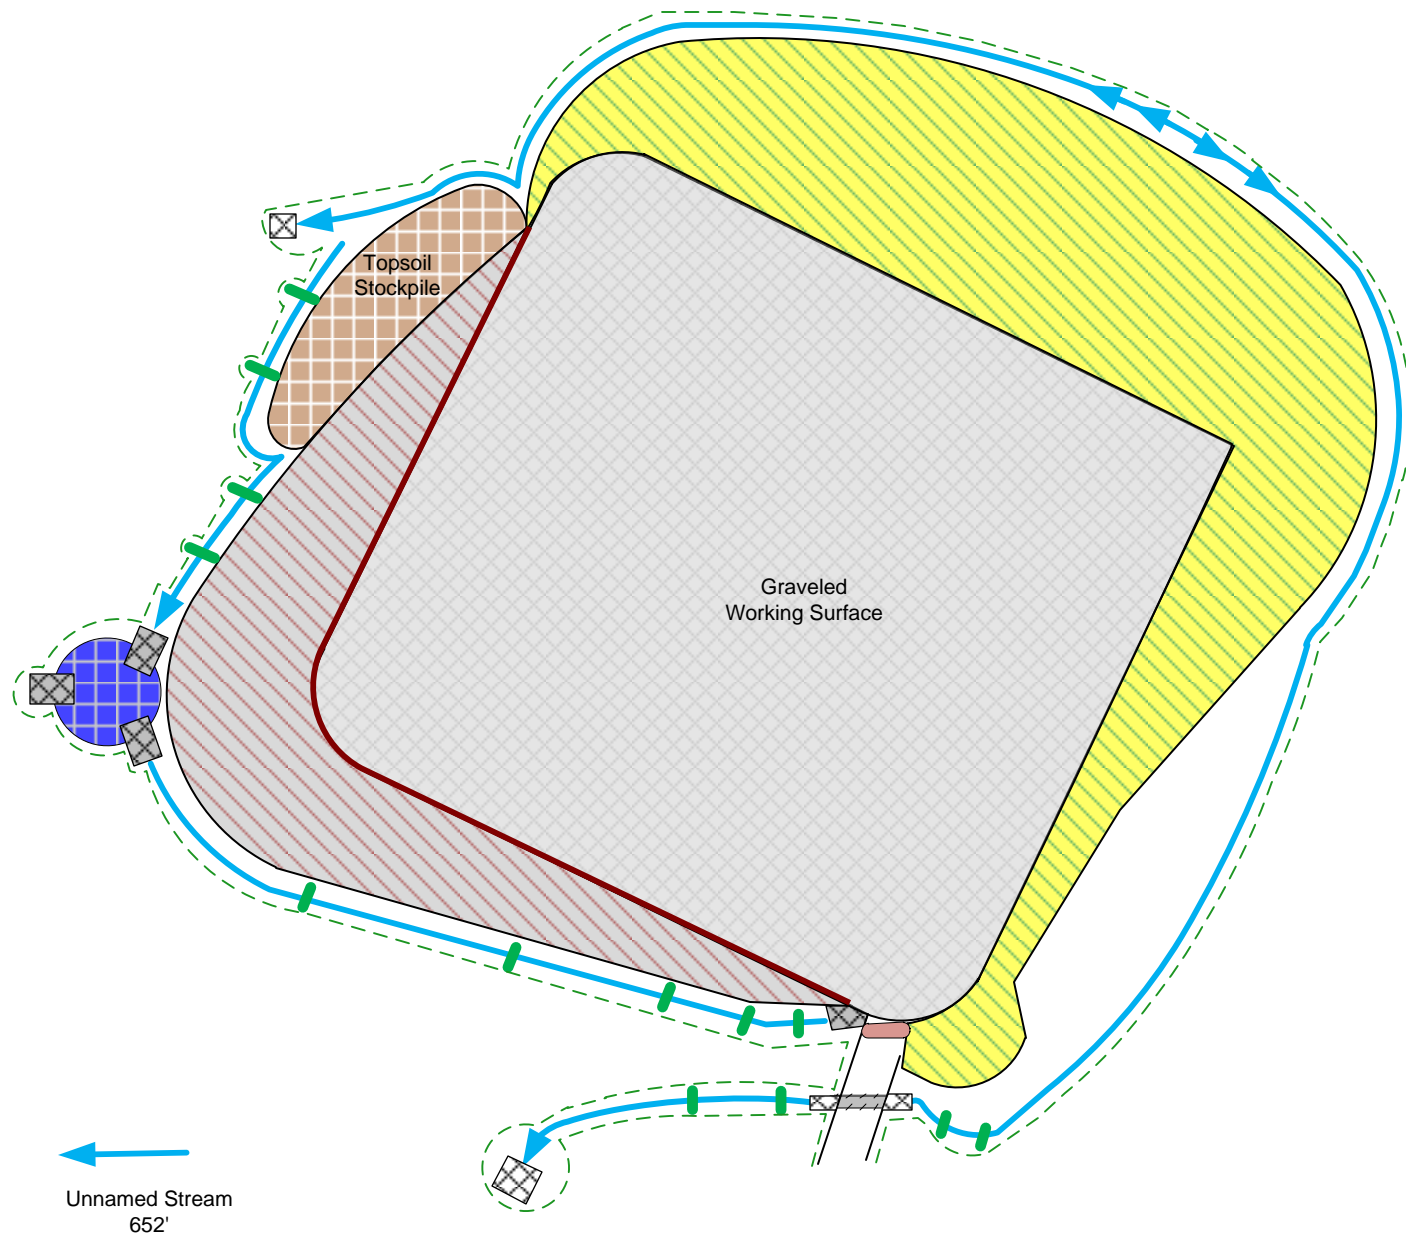 Topsoil
Stockpile
Graveled
Working Surface
Unnamed Stream
652'